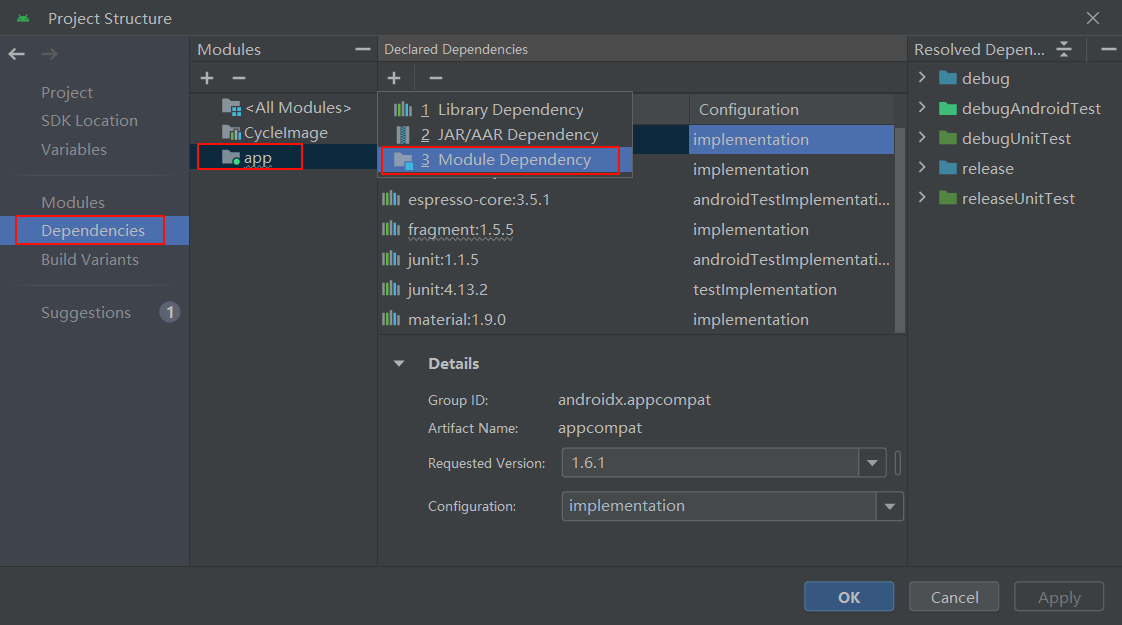 Project Structure
Modules
Declared Dependencies
Resolved Depen...
Project
SDK Location
Variables
Modules
Dependencies
Build Variants
Suggestions
1
<All Modules>
CycleImage
app
1 Library Dependency
2 JAR/AAR Dependency
3 Module Dependency
Configuration
implementation
implementation
espresso-core:3.5.1 androidTestImplementati...
fragment:1.5.5 implementation
junit:1.1.5 androidTestImplementati...
junit:4.13.2 testImplementation
material:1.9.0 implementation
Details
Group ID: androidx.appcompat
Artifact Name: appcompat
Requested Version: 1.6.1
Configuration: implementation
debug
debugAndroidTest
debugUnitTest
release
releaseUnitTest
OK
Cancel
Apply